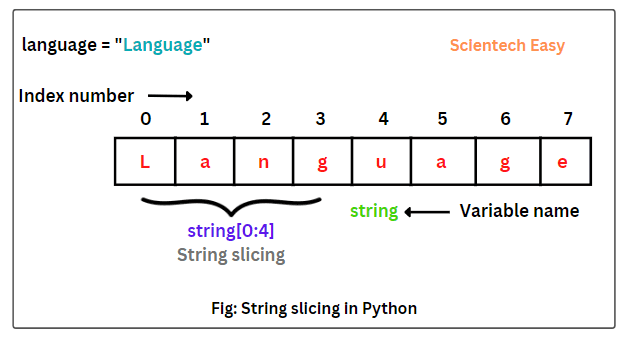 language = "Language"
Scientech Easy
Index number
0 1 2 3 4 5 6 7
L a n g u a g e
string Variable name
string[0:4]
String slicing
Fig: String slicing in Python